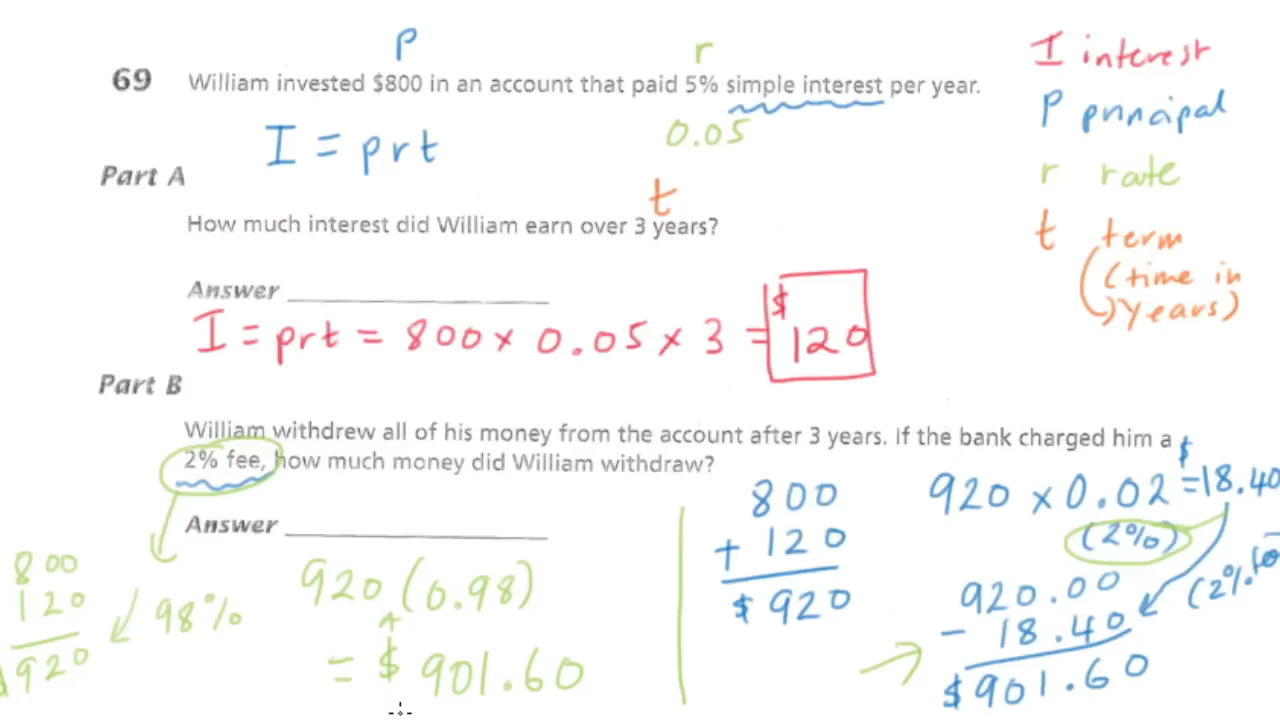 P r
I interest
69 William invested $800 in an account that paid 5% simple interest per year.
P principal
I = prt 0.05
Part A
r rate
t
How much interest did William earn over 3 years?
t term
(time in
years)
Answer
I = prt = 800 x 0.05 x 3 = $120
Part B
William withdrew all of his money from the account after 3 years. If the bank charged him a
2% fee, how much money did William withdraw?
Answer
800
120
920
98%
920 (0.98)
= $901.60
800
+ 120
$920
920 x 0.02 = $18.40
(2%)
920.00
- 18.40
$901.60
(2%